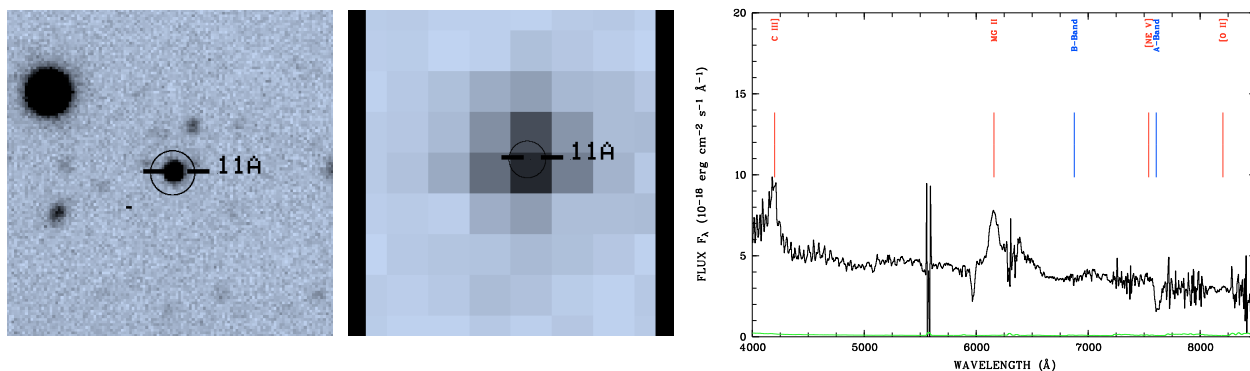 11A
11A
20
15
10
5
0
FLUX Fλ (10⁻¹⁸ erg cm⁻² s⁻¹ Å⁻¹)
C III]
MG II
B-Band
[NE V]
A-Band
[O II]
4000 5000 6000 7000 8000
WAVELENGTH (Å)